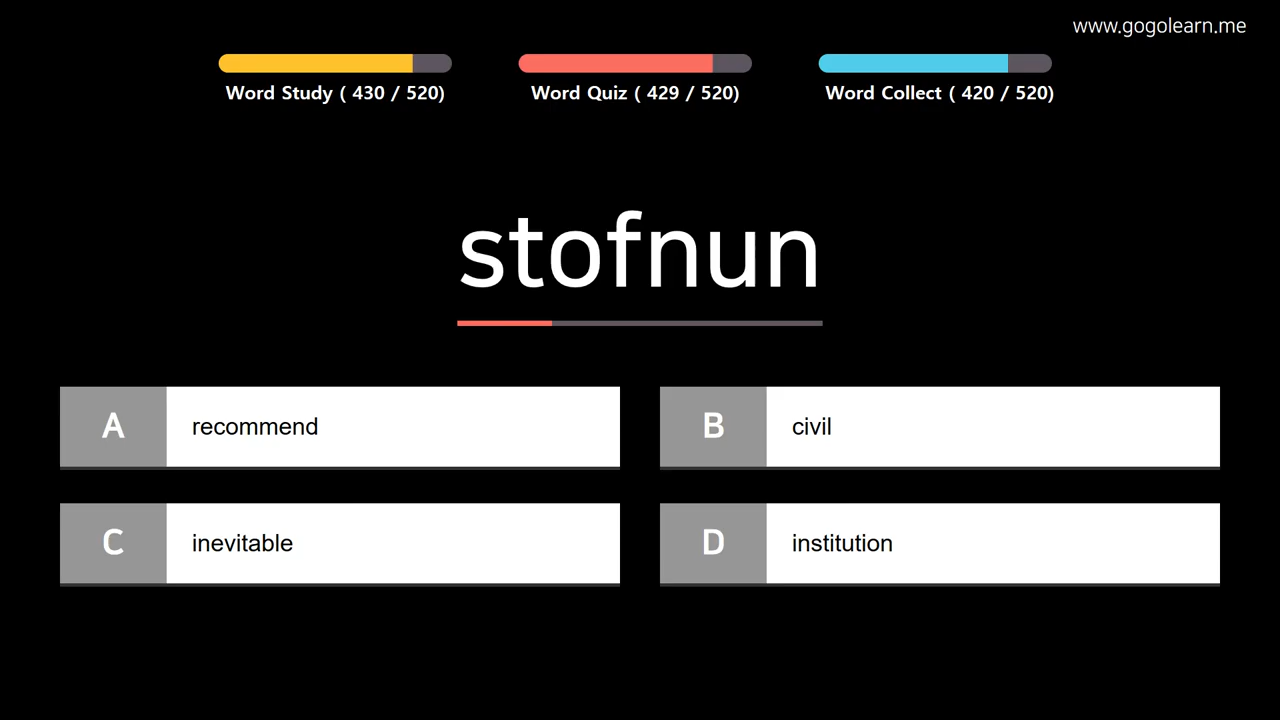 www.gogolearn.me
Word Study ( 430 / 520)
Word Quiz ( 429 / 520)
Word Collect ( 420 / 520)
stofnun
A recommend
B civil
C inevitable
D institution